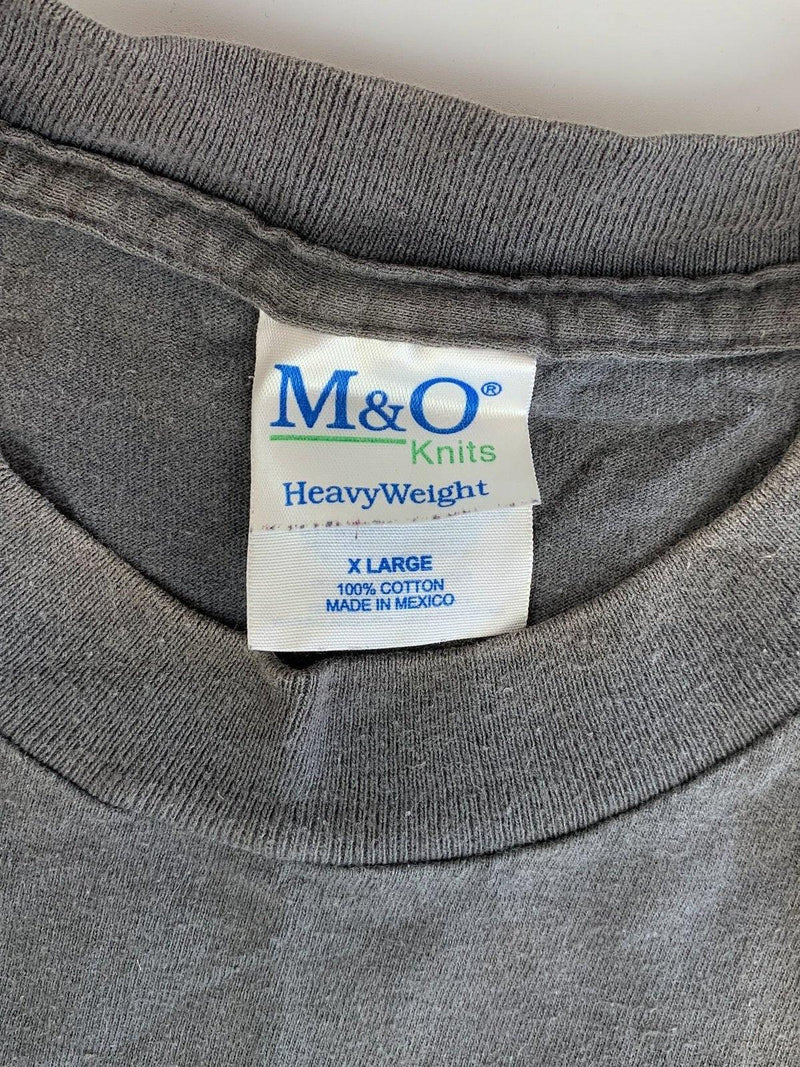 M&O®
Knits
HeavyWeight
X LARGE
100% COTTON
MADE IN MEXICO